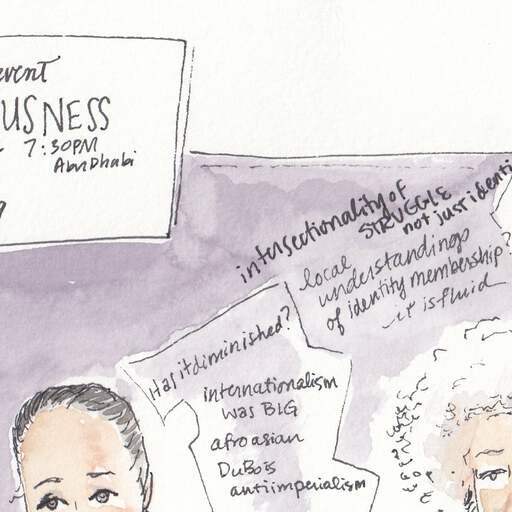 event
USNESS
7:30PM
AbuDhabi
9
intersectionality of
STRUGGLE
not just identi
local
understandings
of identity membership?
it is fluid
Has it diminished?
internationalism
was BIG
afroasian
DuBois
antiimperialism